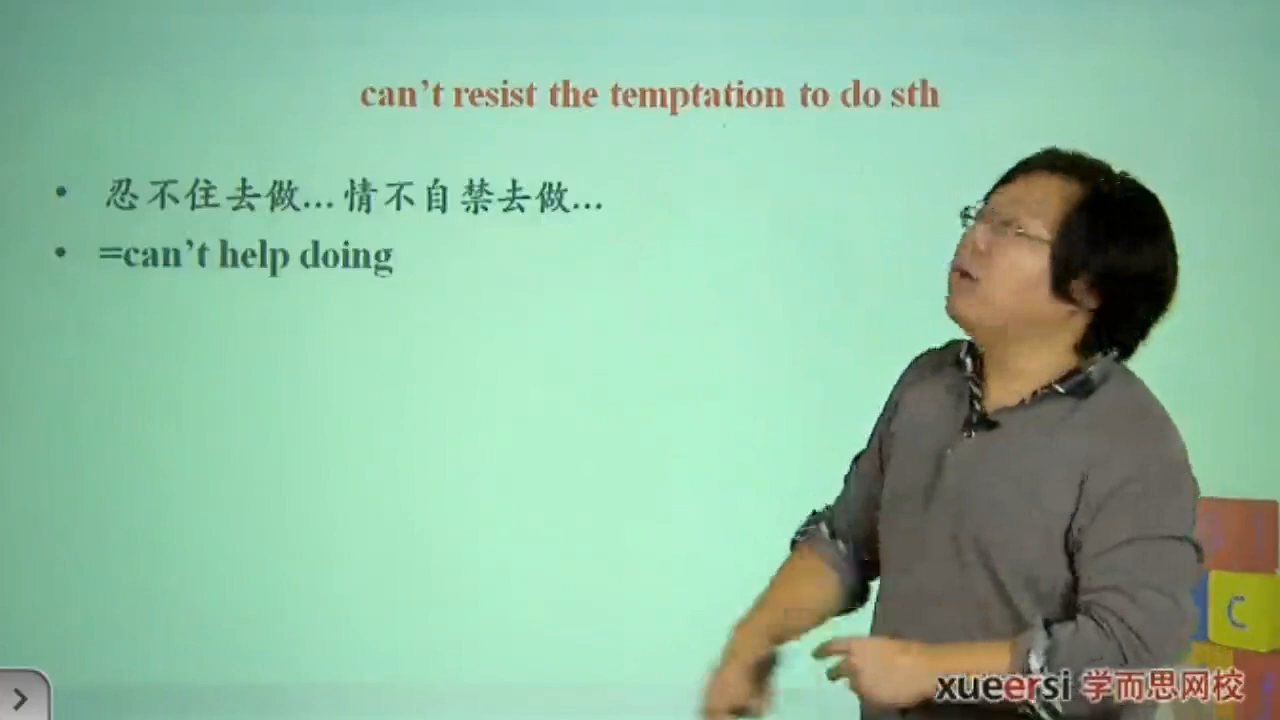 can't resist the temptation to do sth
• 忍不住去做...情不自禁去做...
• =can't help doing
C
xueersi 学而思网校